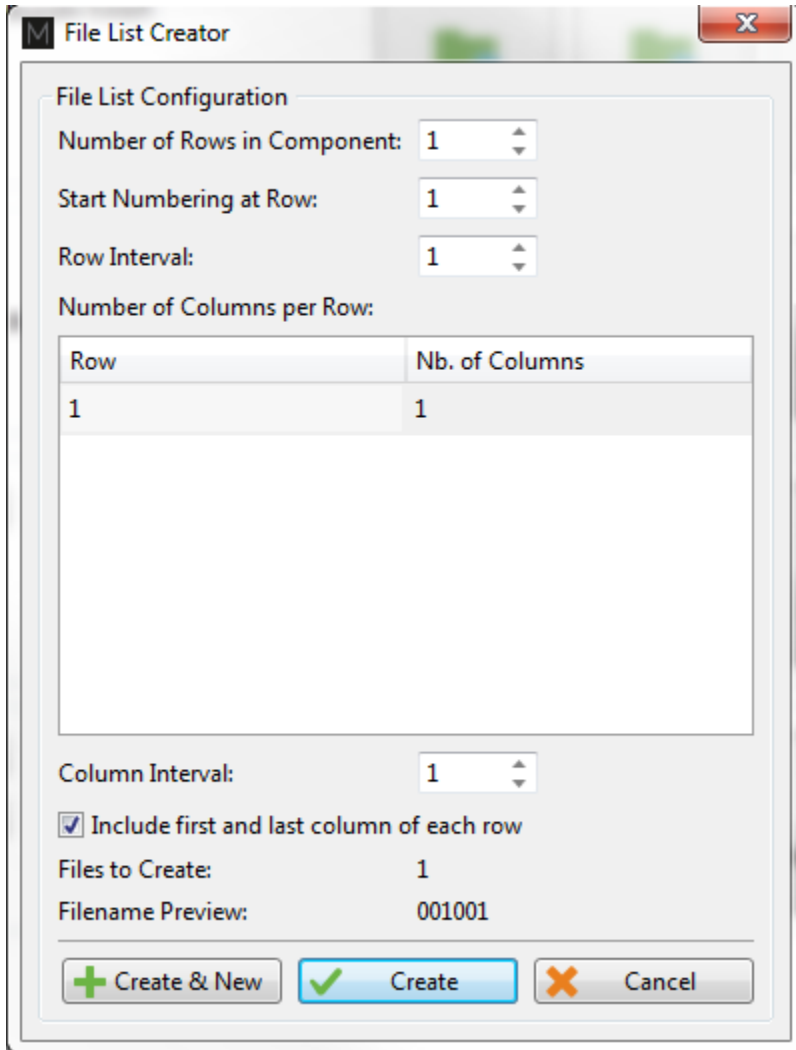 M File List Creator
File List Configuration
Number of Rows in Component: 1
Start Numbering at Row: 1
Row Interval: 1
Number of Columns per Row:
Row Nb. of Columns
1 1
Column Interval: 1
Include first and last column of each row
Files to Create: 1
Filename Preview: 001001
Create & New Create Cancel